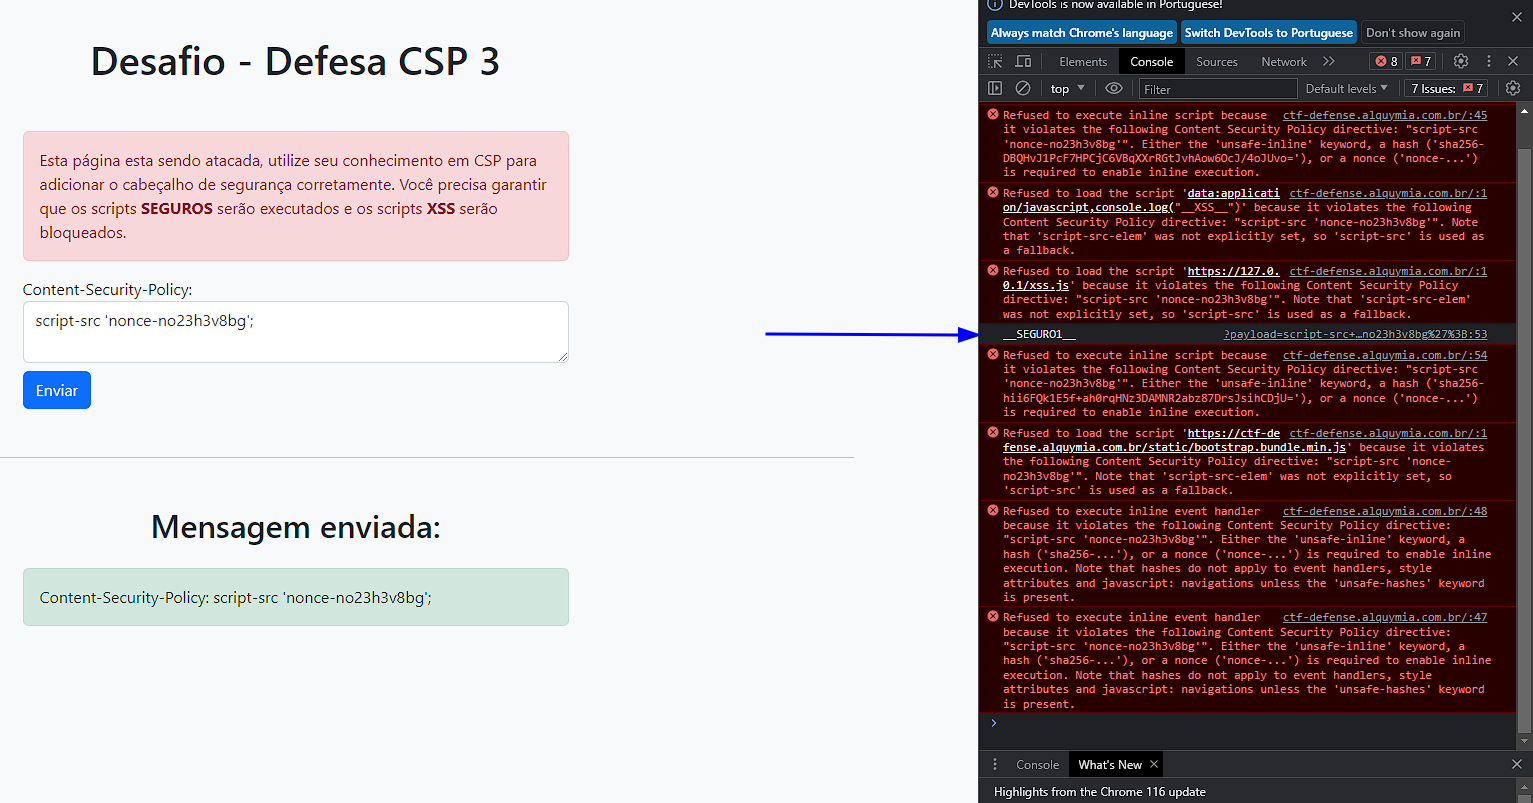 Desafio - Defesa CSP 3
Esta página esta sendo atacada, utilize seu conhecimento em CSP para
adicionar o cabeçalho de segurança corretamente. Você precisa garantir
que os scripts SEGUROS serão executados e os scripts XSS serão
bloqueados.
Content-Security-Policy:
script-src 'nonce-no23h3v8bg';
Enviar
Mensagem enviada:
Content-Security-Policy: script-src 'nonce-no23h3v8bg';
DevTools is now available in Portuguese!
Always match Chrome's language Switch DevTools to Portuguese Don't show again
Elements Console Sources Network 8 7
top Filter Default levels 7 Issues: 7
Refused to execute inline script because ctf-defense.alquymia.com.br/:45
it violates the following Content Security Policy directive: "script-src
'nonce-no23h3v8bg'". Either the 'unsafe-inline' keyword, a hash ('sha256-
DBQHvJ1PcF7HPCjC6VBqXXrRGtJvhAow6OcJ/4oJUvo='), or a nonce ('nonce-...')
is required to enable inline execution.
Refused to load the script 'data:applicati ctf-defense.alquymia.com.br/:1
on/javascript,console.log("__XSS__")' because it violates the following
Content Security Policy directive: "script-src 'nonce-no23h3v8bg'". Note
that 'script-src-elem' was not explicitly set, so 'script-src' is used as
a fallback.
Refused to load the script 'https://127.0. ctf-defense.alquymia.com.br/:1
0.1/xss.js' because it violates the following Content Security Policy
directive: "script-src 'nonce-no23h3v8bg'". Note that 'script-src-elem'
was not explicitly set, so 'script-src' is used as a fallback.
__SEGURO1__ ?payload=script-src+…no23h3v8bg%27%3B:53
Refused to execute inline script because ctf-defense.alquymia.com.br/:54
it violates the following Content Security Policy directive: "script-src
'nonce-no23h3v8bg'". Either the 'unsafe-inline' keyword, a hash ('sha256-
hii6FQk1E5f+ah0rqHNz3DAMNR2abz87DrsJsihCDjU='), or a nonce ('nonce-...')
is required to enable inline execution.
Refused to load the script 'https://ctf-de ctf-defense.alquymia.com.br/:1
fense.alquymia.com.br/static/bootstrap.bundle.min.js' because it violates
the following Content Security Policy directive: "script-src 'nonce-
no23h3v8bg'". Note that 'script-src-elem' was not explicitly set, so
'script-src' is used as a fallback.
Refused to execute inline event handler ctf-defense.alquymia.com.br/:48
because it violates the following Content Security Policy directive:
"script-src 'nonce-no23h3v8bg'". Either the 'unsafe-inline' keyword, a
hash ('sha256-...'), or a nonce ('nonce-...') is required to enable inline
execution. Note that hashes do not apply to event handlers, style
attributes and javascript: navigations unless the 'unsafe-hashes' keyword
is present.
Refused to execute inline event handler ctf-defense.alquymia.com.br/:47
because it violates the following Content Security Policy directive:
"script-src 'nonce-no23h3v8bg'". Either the 'unsafe-inline' keyword, a
hash ('sha256-...'), or a nonce ('nonce-...') is required to enable inline
execution. Note that hashes do not apply to event handlers, style
attributes and javascript: navigations unless the 'unsafe-hashes' keyword
is present.
Console What's New
Highlights from the Chrome 116 update